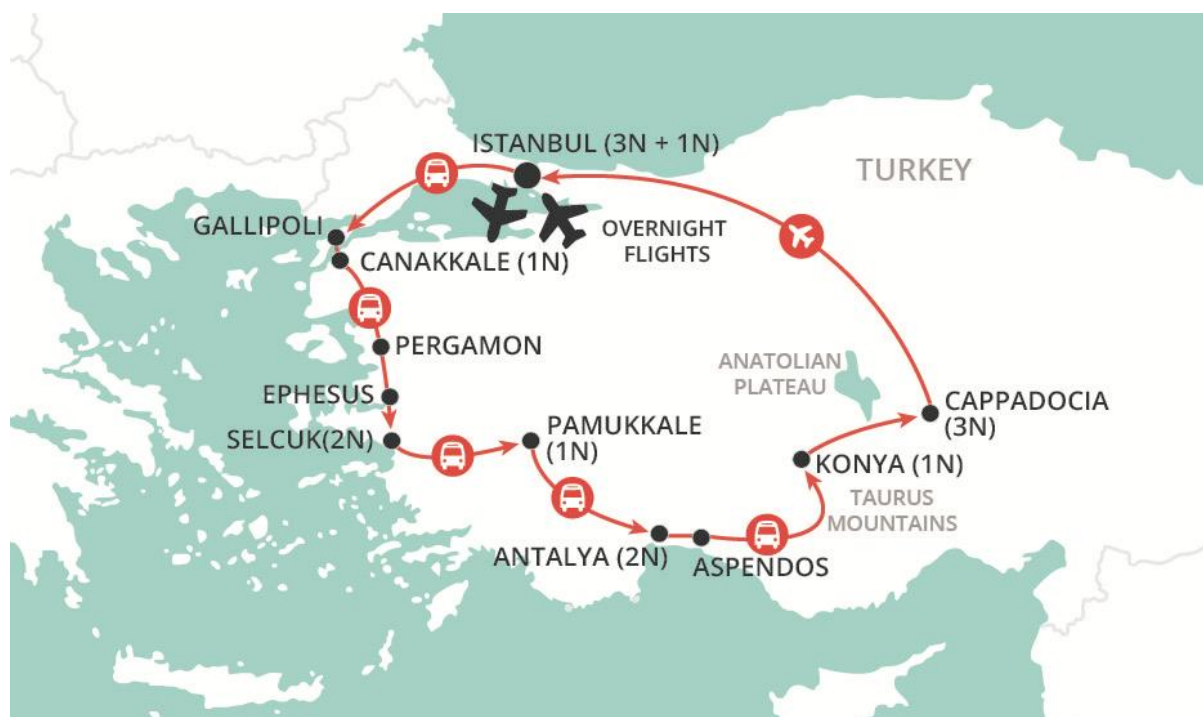 ISTANBUL (3N + 1N)
TURKEY
GALLIPOLI
OVERNIGHT
FLIGHTS
CANAKKALE (1N)
PERGAMON
ANATOLIAN
PLATEAU
EPHESUS
CAPPADOCIA
(3N)
SELCUK(2N)
PAMUKKALE
(1N)
KONYA (1N)
TAURUS
MOUNTAINS
ANTALYA (2N)
ASPENDOS